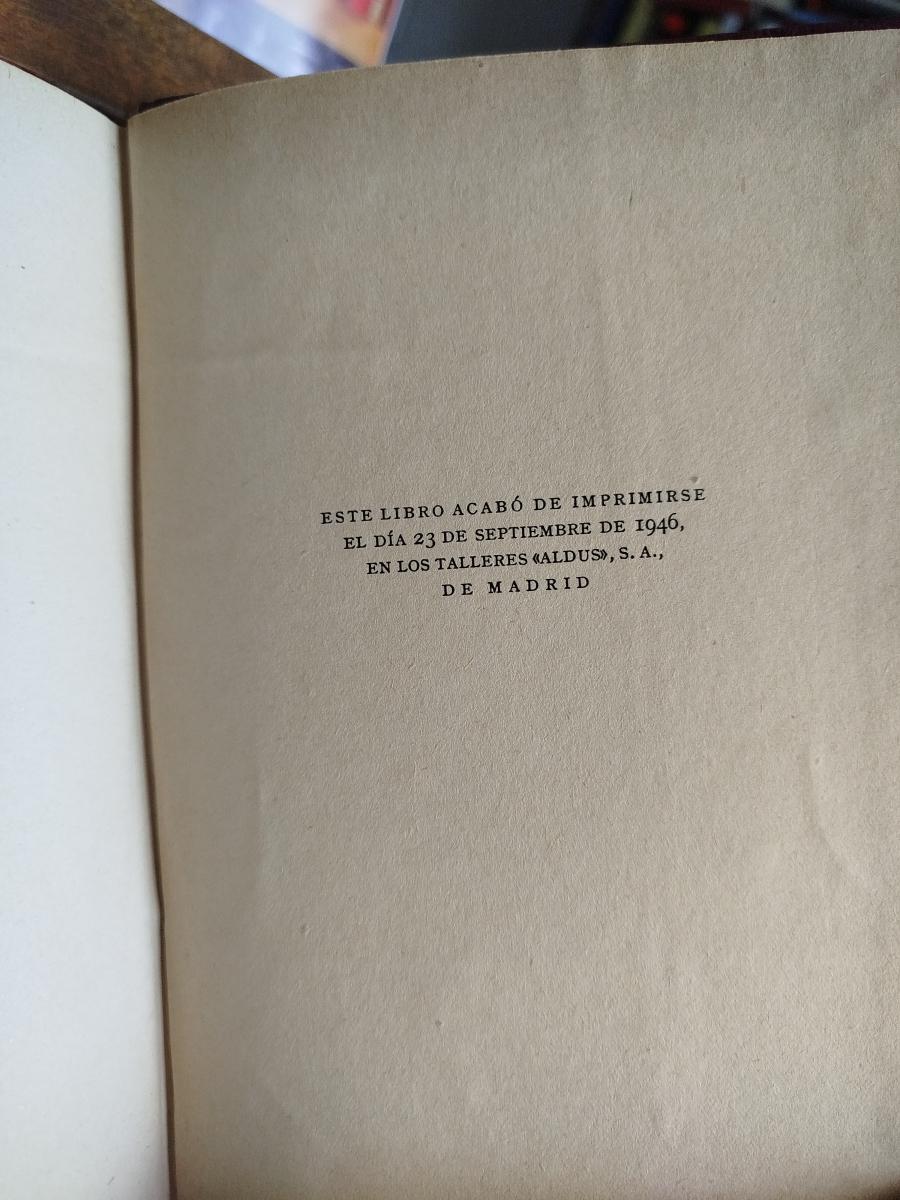 ESTE LIBRO ACABÓ DE IMPRIMIRSE
EL DÍA 23 DE SEPTIEMBRE DE 1946,
EN LOS TALLERES «ALDUS», S. A.,
DE MADRID